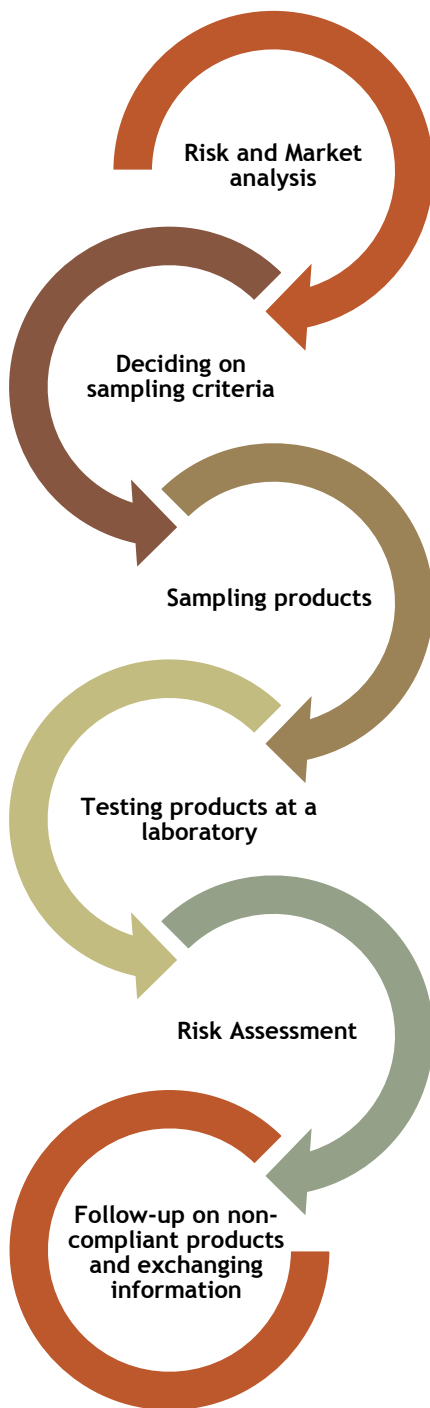 Risk and Market
analysis
Deciding on
sampling criteria
Sampling products
Testing products at a
laboratory
Risk Assessment
Follow-up on non-
compliant products
and exchanging
information